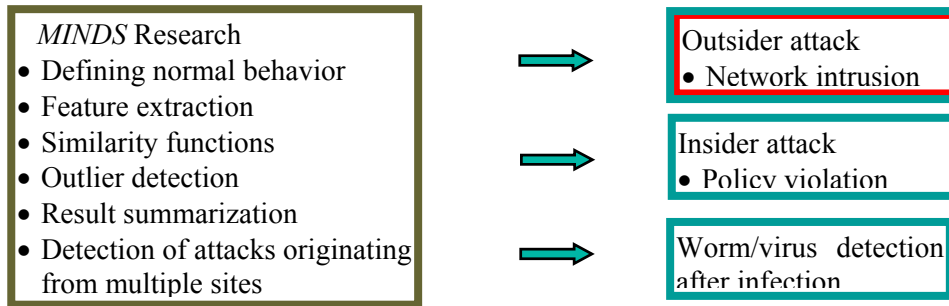 MINDS Research
• Defining normal behavior
• Feature extraction
• Similarity functions
• Outlier detection
• Result summarization
• Detection of attacks originating
from multiple sites
Outsider attack
• Network intrusion
Insider attack
• Policy violation
Worm/virus detection
after infection